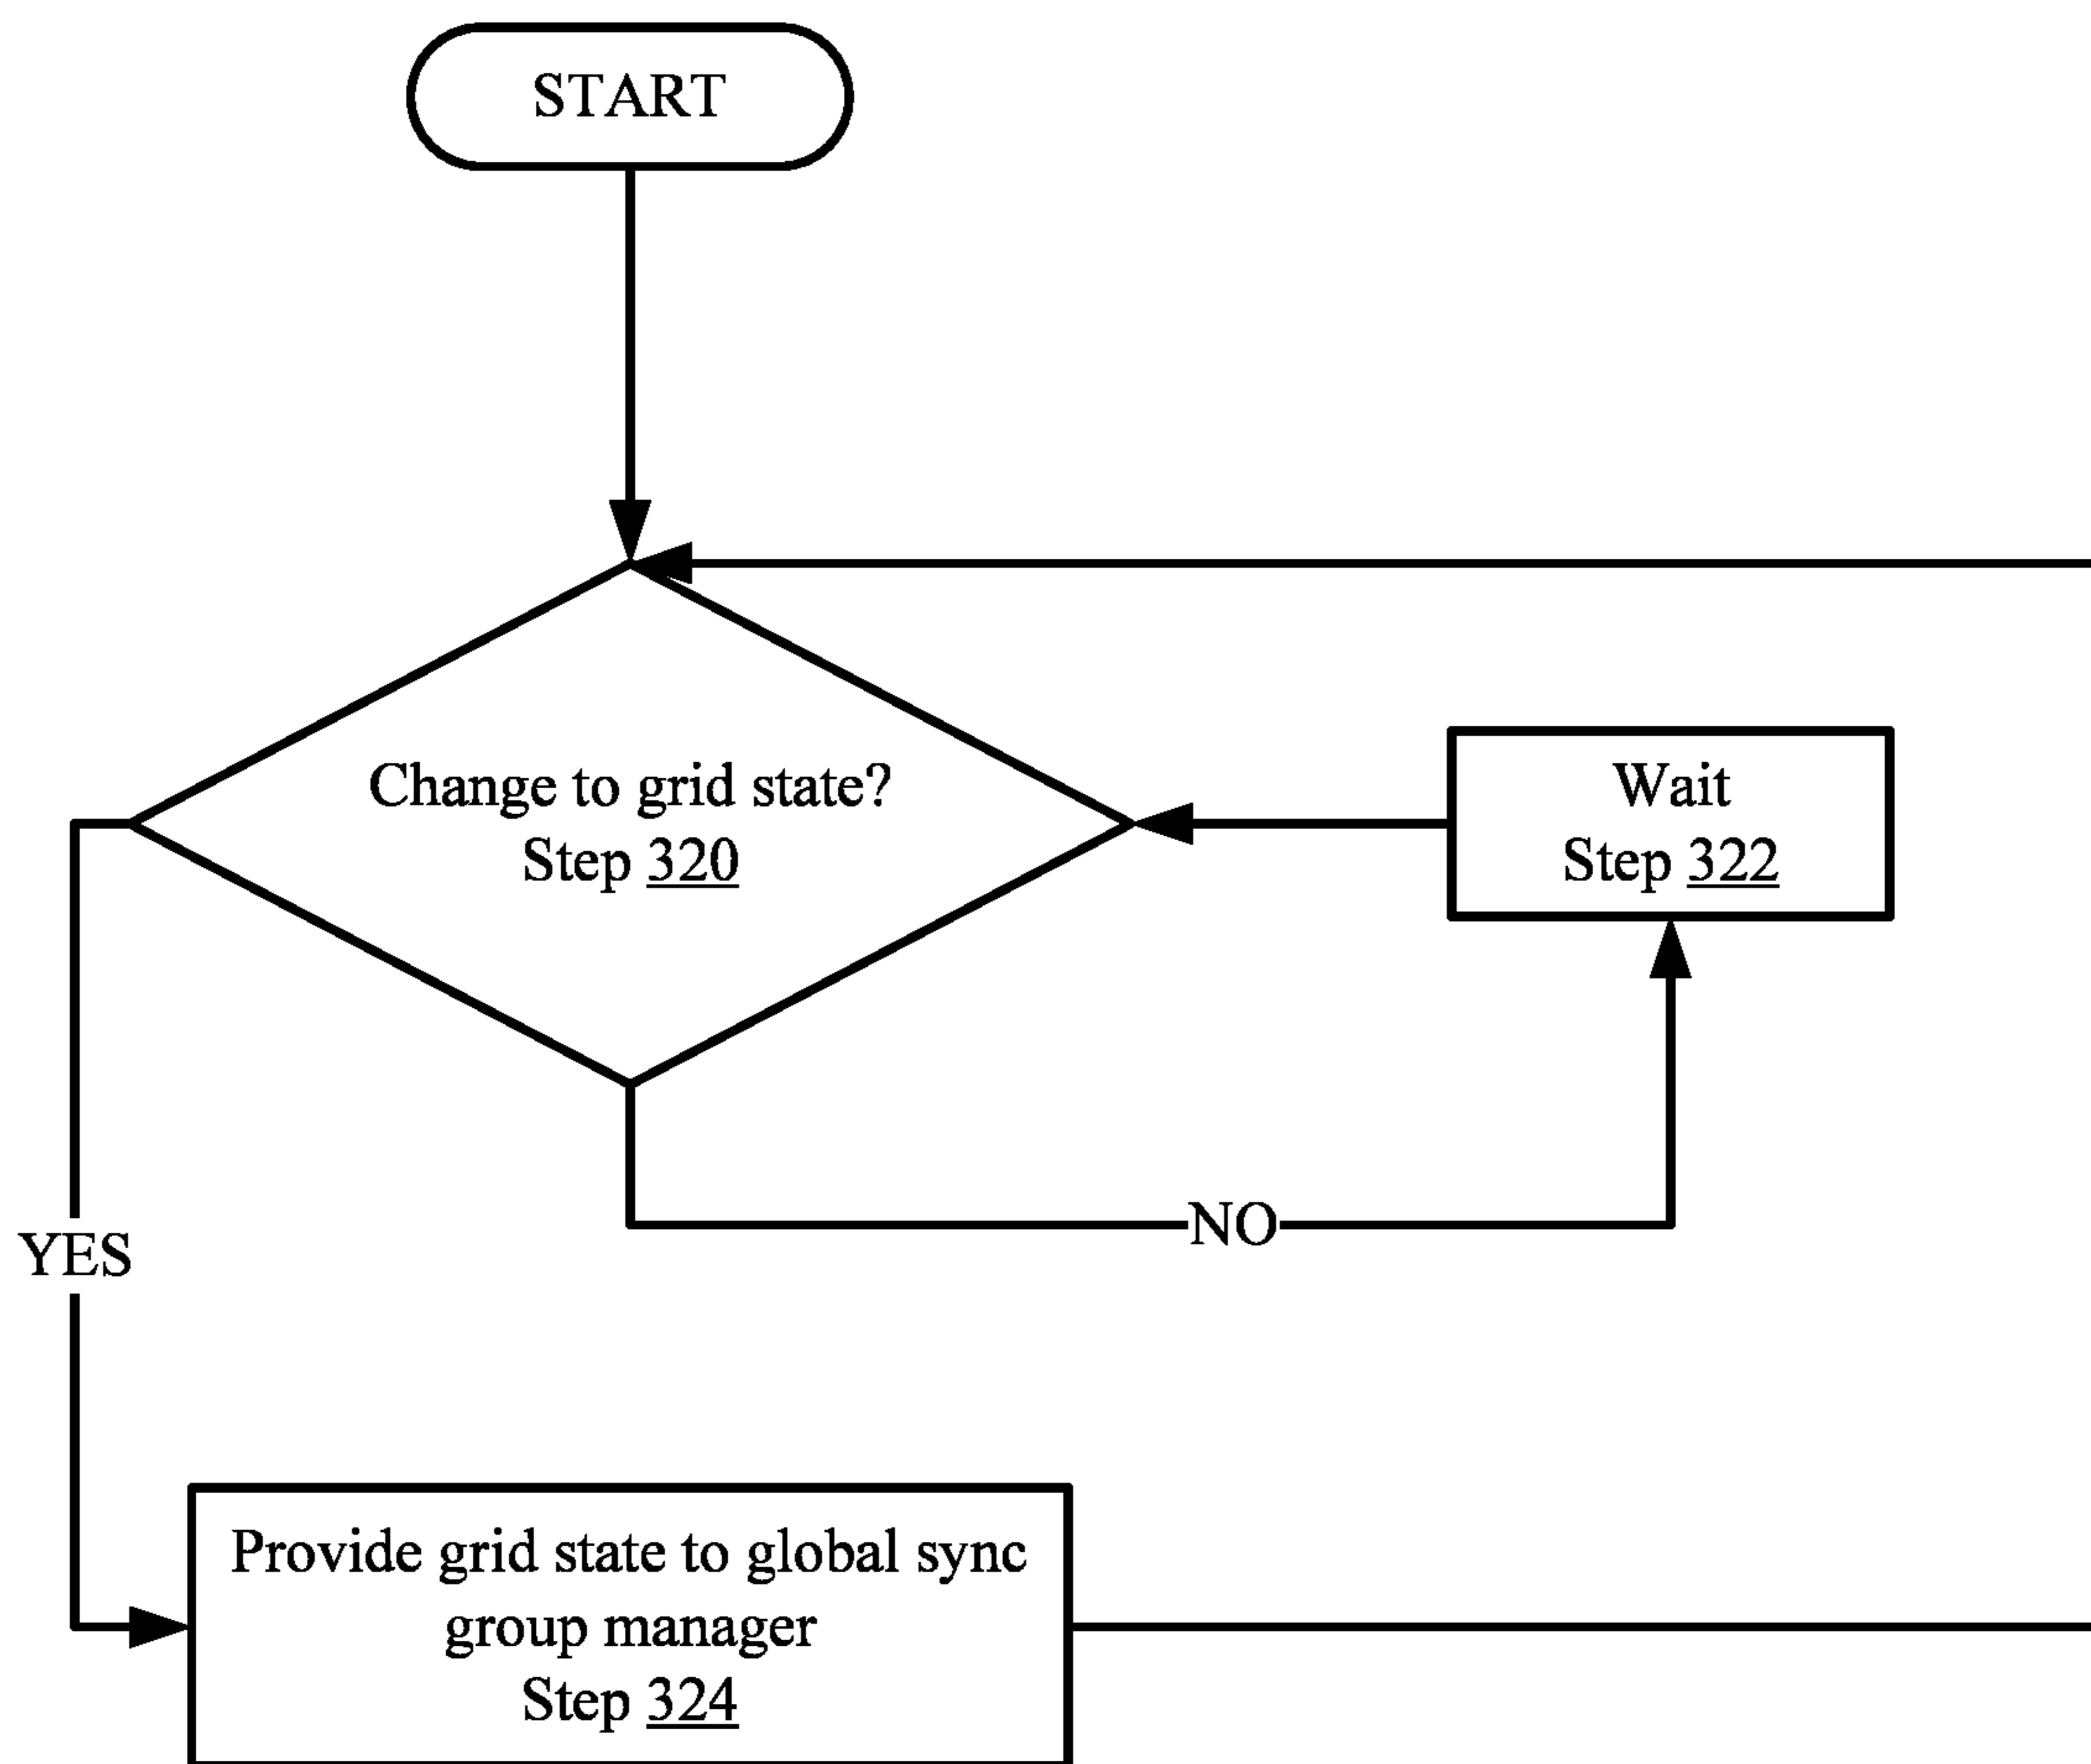 START
Change to grid state?
Step 320
Wait
Step 322
NO
YES
Provide grid state to global sync
group manager
Step 324